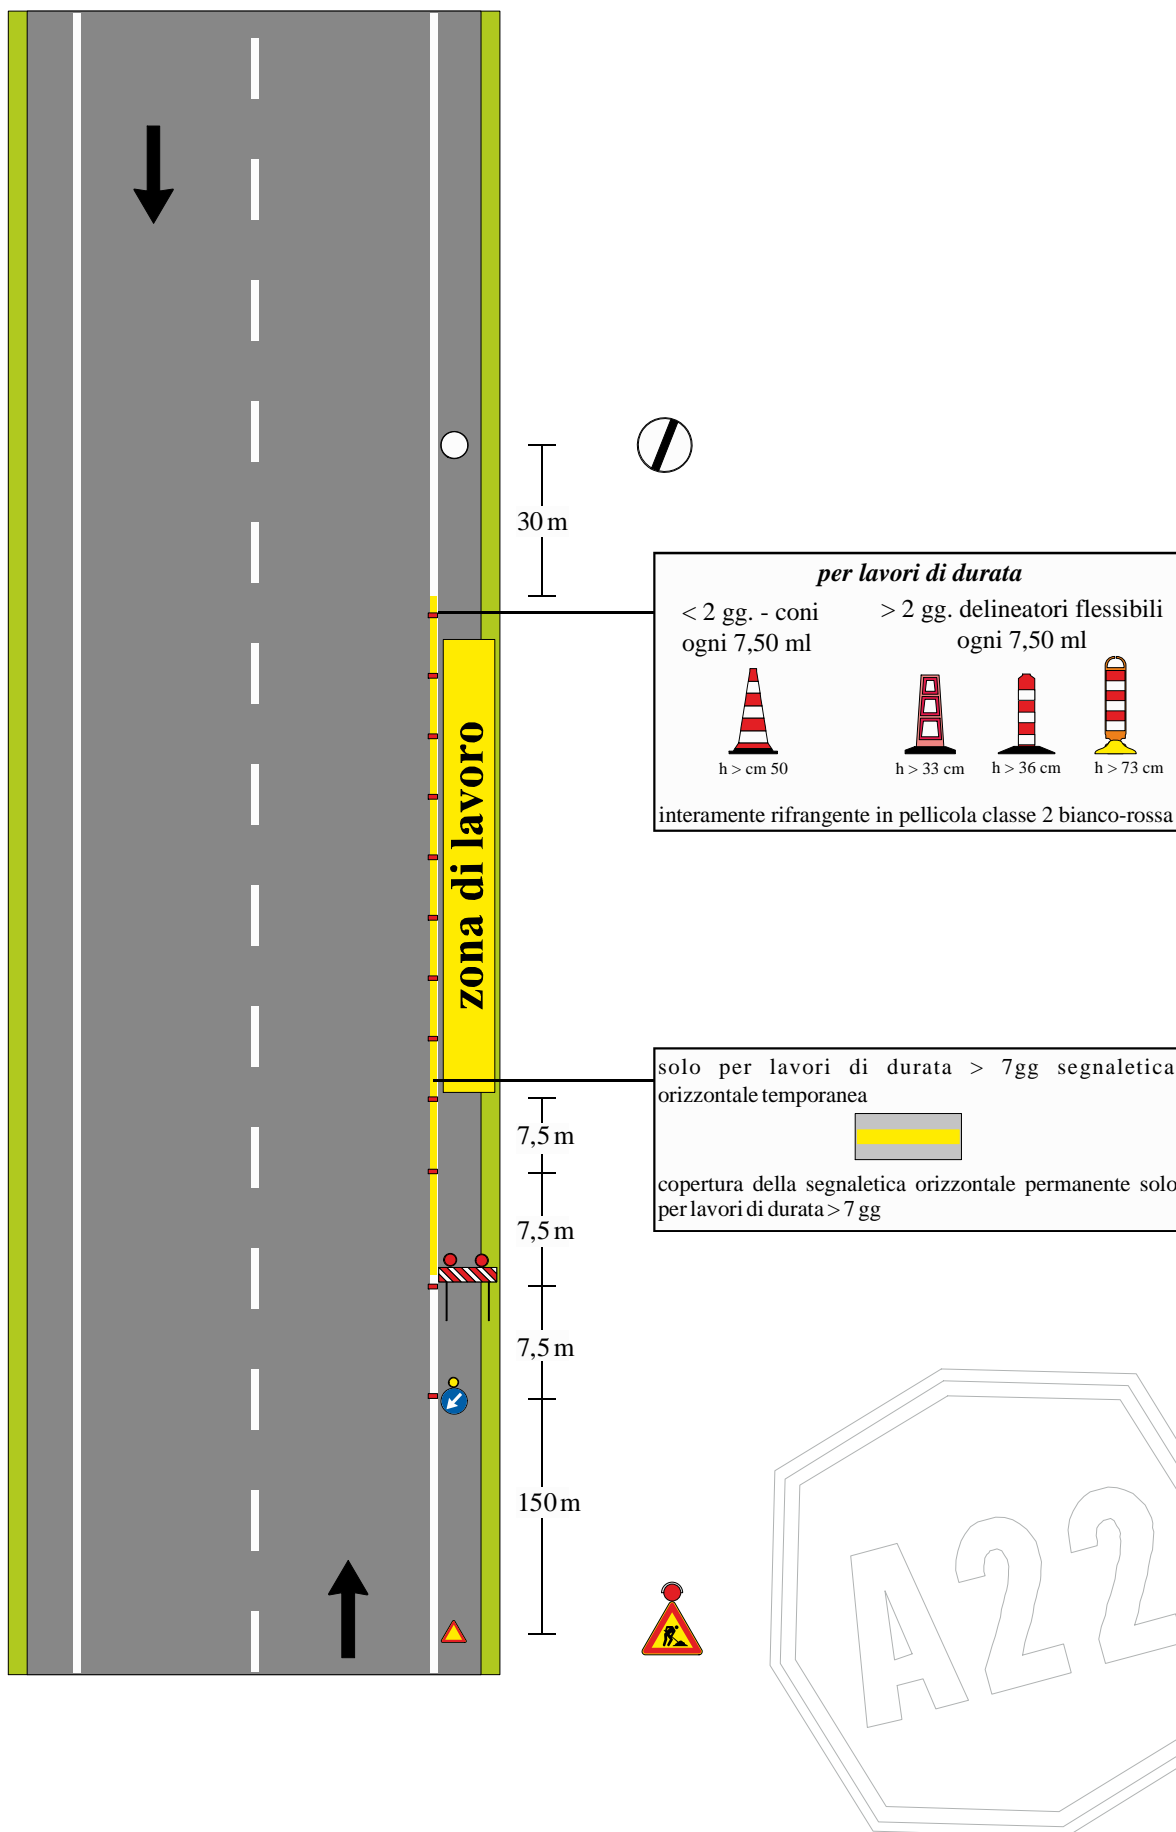 30 m
per lavori di durata
< 2 gg. - coni
ogni 7,50 ml
> 2 gg. delineatori flessibili
ogni 7,50 ml
h > cm 50
h > 33 cm
h > 36 cm
h > 73 cm
interamente rifrangente in pellicola classe 2 bianco-rossa
zona di lavoro
solo per lavori di durata > 7gg segnaletica
orizzontale temporanea
copertura della segnaletica orizzontale permanente solo
per lavori di durata > 7 gg
7,5 m
7,5 m
7,5 m
150 m
A22